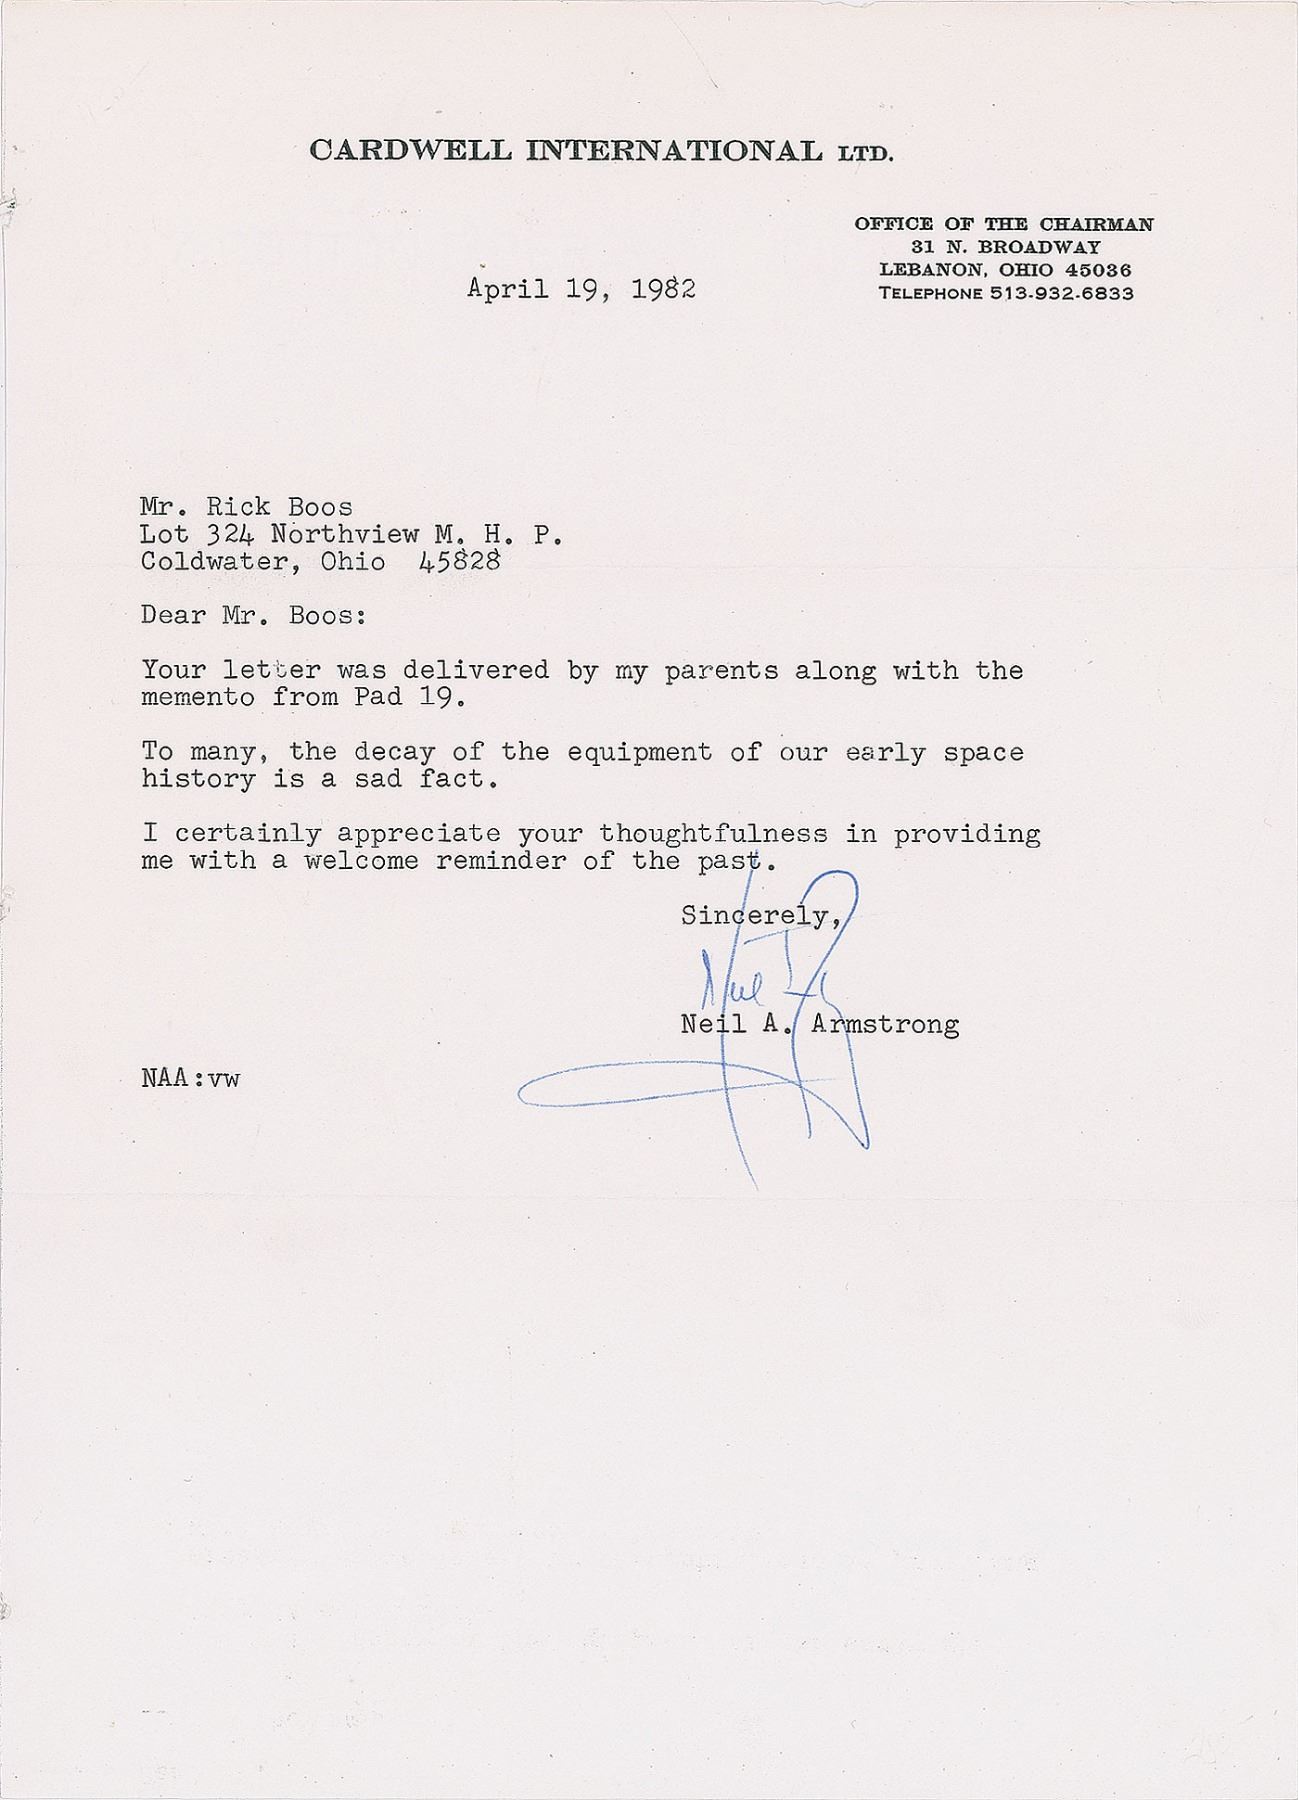 CARDWELL INTERNATIONAL LTD.
OFFICE OF THE CHAIRMAN
31 N. BROADWAY
LEBANON, OHIO 45036
TELEPHONE 513-932-6833
April 19, 1982
Mr. Rick Boos
Lot 324 Northview M. H. P.
Coldwater, Ohio  45828
Dear Mr. Boos:
Your letter was delivered by my parents along with the
memento from Pad 19.
To many, the decay of the equipment of our early space
history is a sad fact.
I certainly appreciate your thoughtfulness in providing
me with a welcome reminder of the past.
Sincerely,
Neil
Neil A. Armstrong
NAA:vw